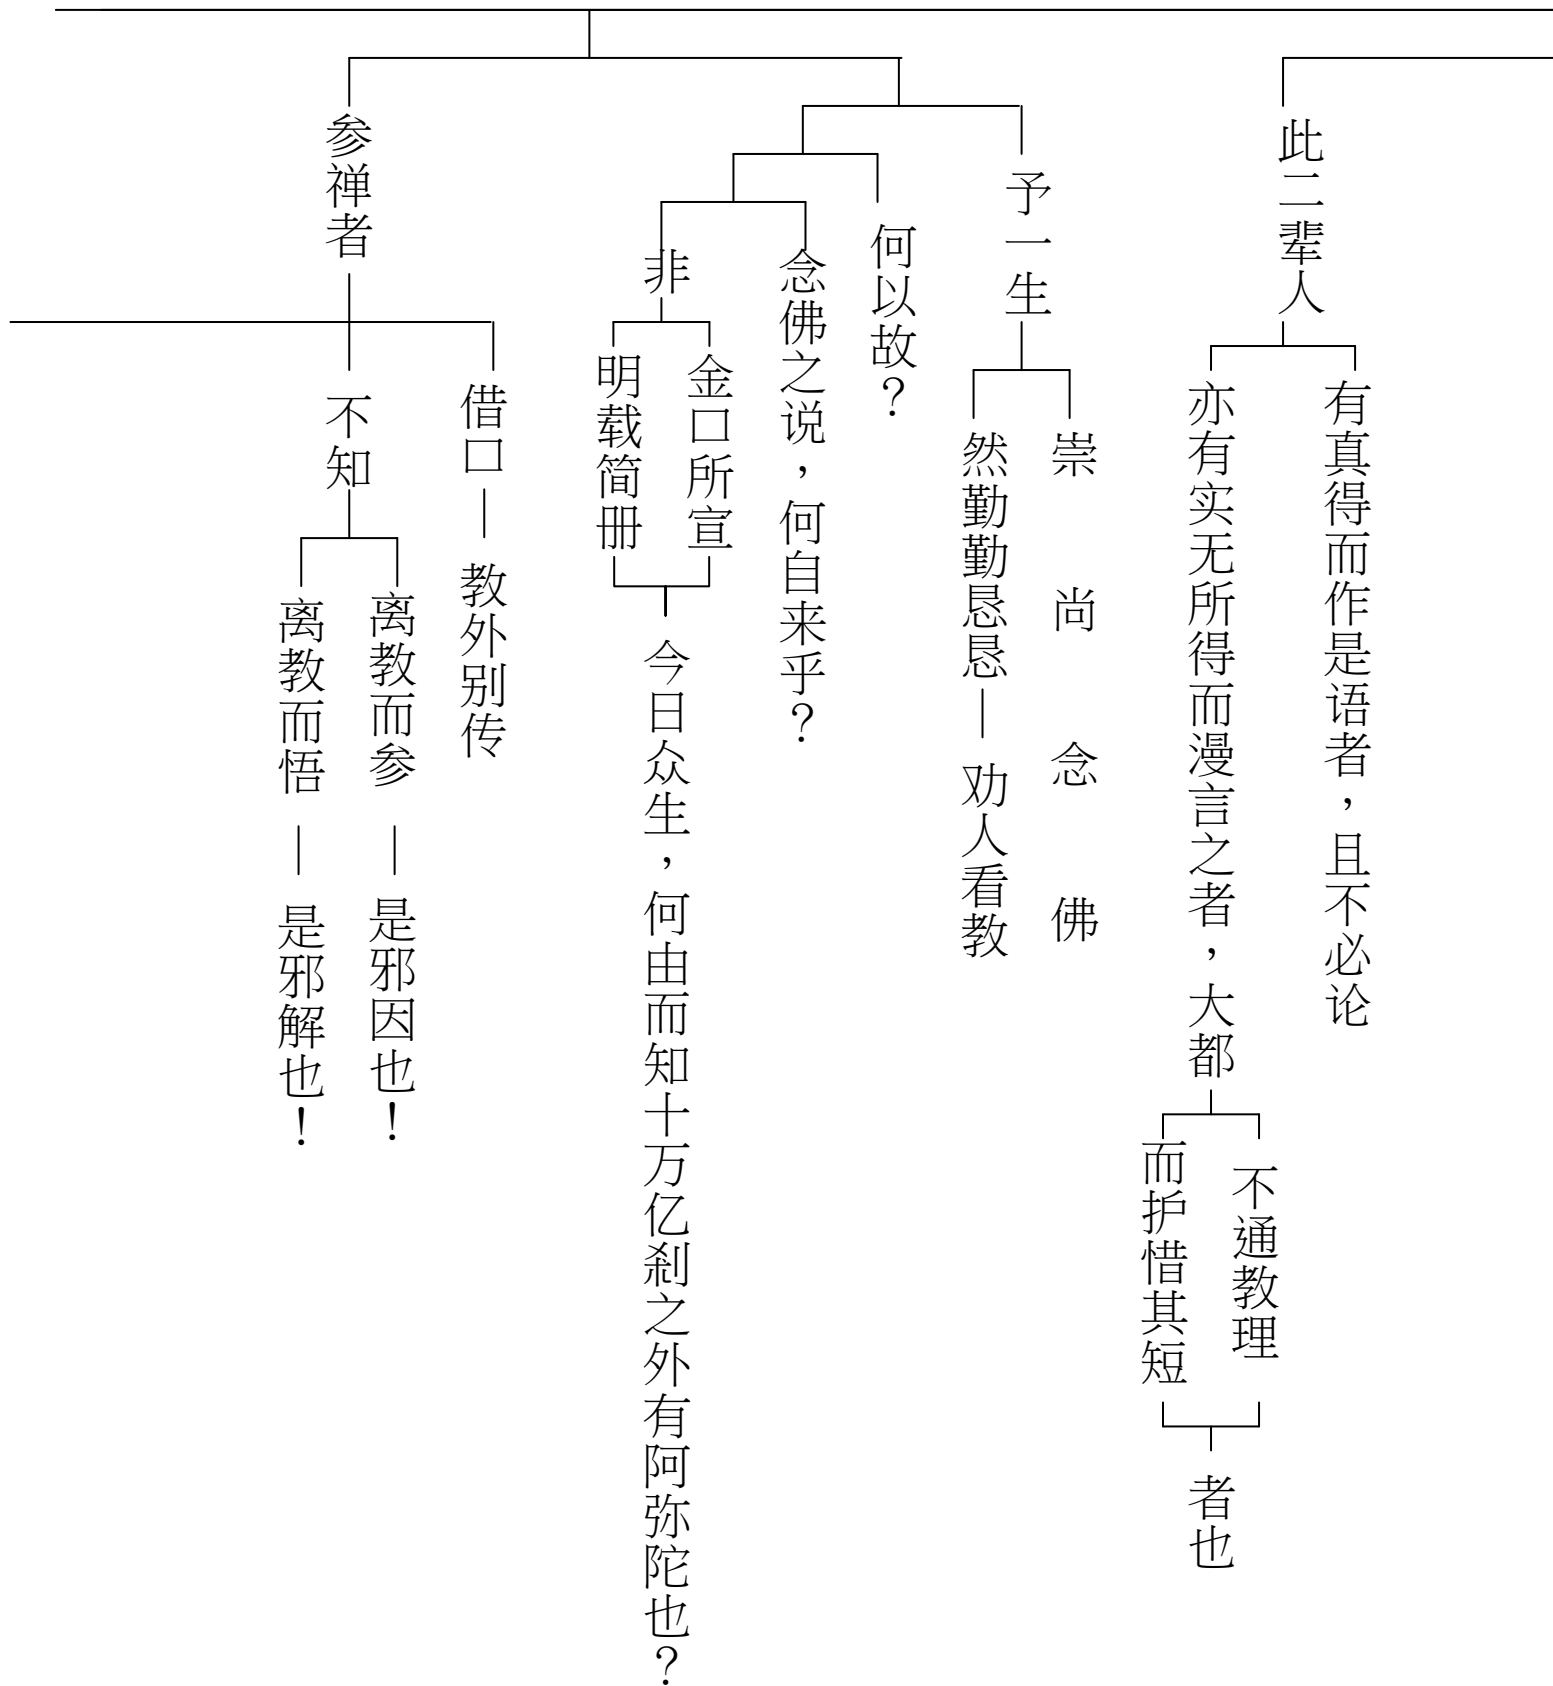 此二辈人
有真得而作是语者，且不必论
亦有实无所得而漫言之者，大都
不通教理
而护惜其短
者也
予一生
崇尚念佛
然勤勤恳恳—劝人看教
何以故？
念佛之说，何自来乎？
非
金口所宣
明载简册
今日众生，何由而知十万亿刹之外有阿弥陀也？
参禅者
借口—教外别传
不知
离教而参—是邪因也！
离教而悟—是邪解也！